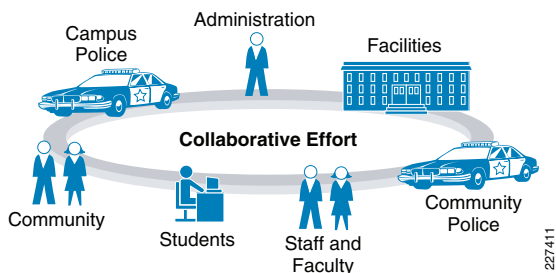 Administration
Campus
Police
Facilities
Collaborative Effort
Community
Students
Staff and
Faculty
Community
Police
227411